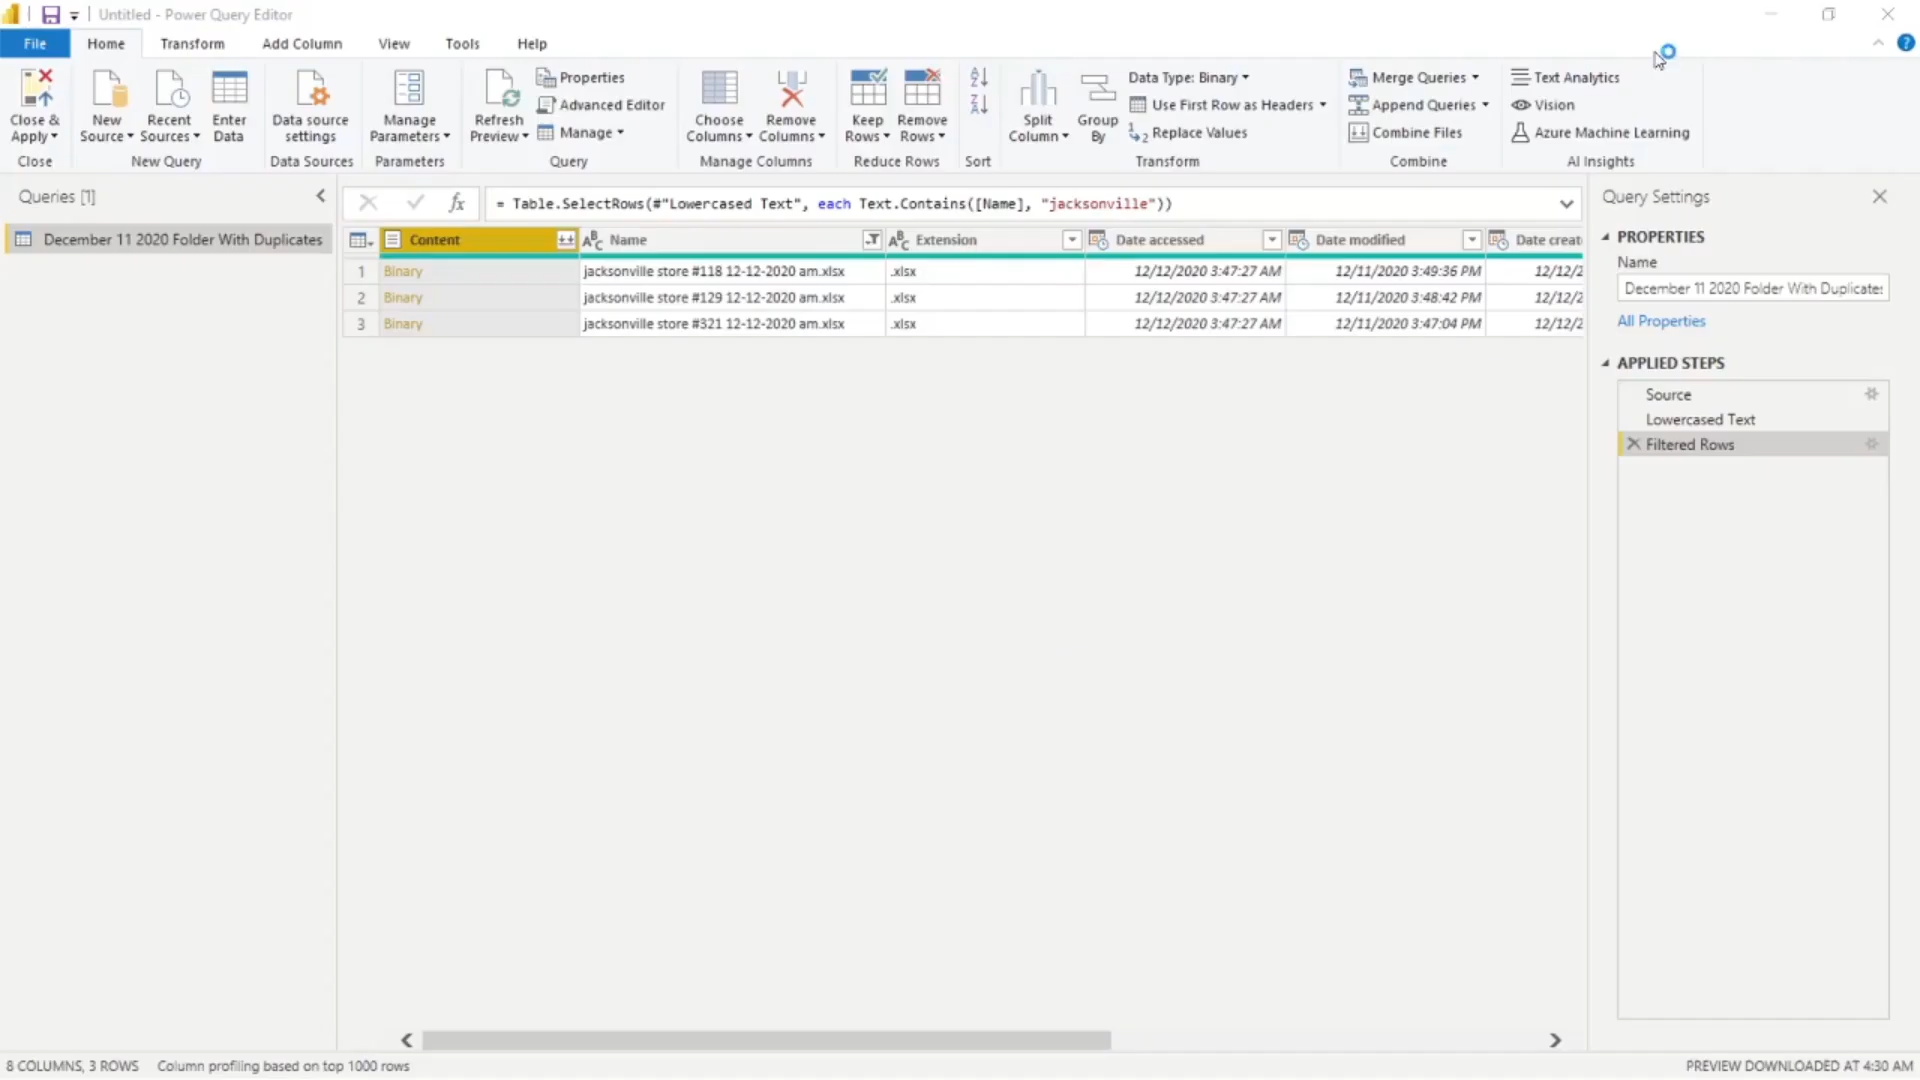 Untitled - Power Query Editor
File Home Transform Add Column View Tools Help
Close & Apply
Close
New Source
Recent Sources
Enter Data
New Query
Data source settings
Data Sources
Manage Parameters
Parameters
Refresh Preview
Properties
Advanced Editor
Manage
Query
Choose Columns
Remove Columns
Manage Columns
Keep Rows
Remove Rows
Reduce Rows
Sort
Split Column
Group By
Data Type: Binary
Use First Row as Headers
Replace Values
Transform
Merge Queries
Append Queries
Combine Files
Combine
Text Analytics
Vision
Azure Machine Learning
AI Insights
Queries [1]
December 11 2020 Folder With Duplicates
fx
= Table.SelectRows(#"Lowercased Text", each Text.Contains([Name], "jacksonville"))
Content Name Extension Date accessed Date modified Date creat
1 Binary jacksonville store #118 12-12-2020 am.xlsx .xlsx 12/12/2020 3:47:27 AM 12/11/2020 3:49:36 PM 12/12/2
2 Binary jacksonville store #129 12-12-2020 am.xlsx .xlsx 12/12/2020 3:47:27 AM 12/11/2020 3:48:42 PM 12/12/2
3 Binary jacksonville store #321 12-12-2020 am.xlsx .xlsx 12/12/2020 3:47:27 AM 12/11/2020 3:47:04 PM 12/12/2
Query Settings
PROPERTIES
Name
December 11 2020 Folder With Duplicates
All Properties
APPLIED STEPS
Source
Lowercased Text
Filtered Rows
8 COLUMNS, 3 ROWS Column profiling based on top 1000 rows
PREVIEW DOWNLOADED AT 4:30 AM